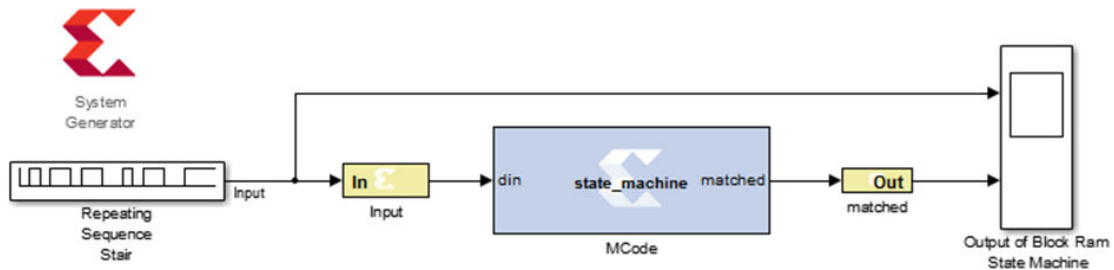 System
Generator
Input
Repeating
Sequence
Stair
In
Input
din
state_machine
matched
MCode
Out
matched
Output of Block Ram
State Machine